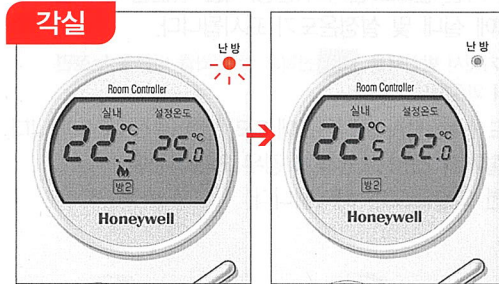 각실
난방
Room Controller
실내 설정온도
22.5 °C 25.0 °C
방2
Honeywell
난방
Room Controller
실내 설정온도
22.5 °C 22.0 °C
방2
Honeywell